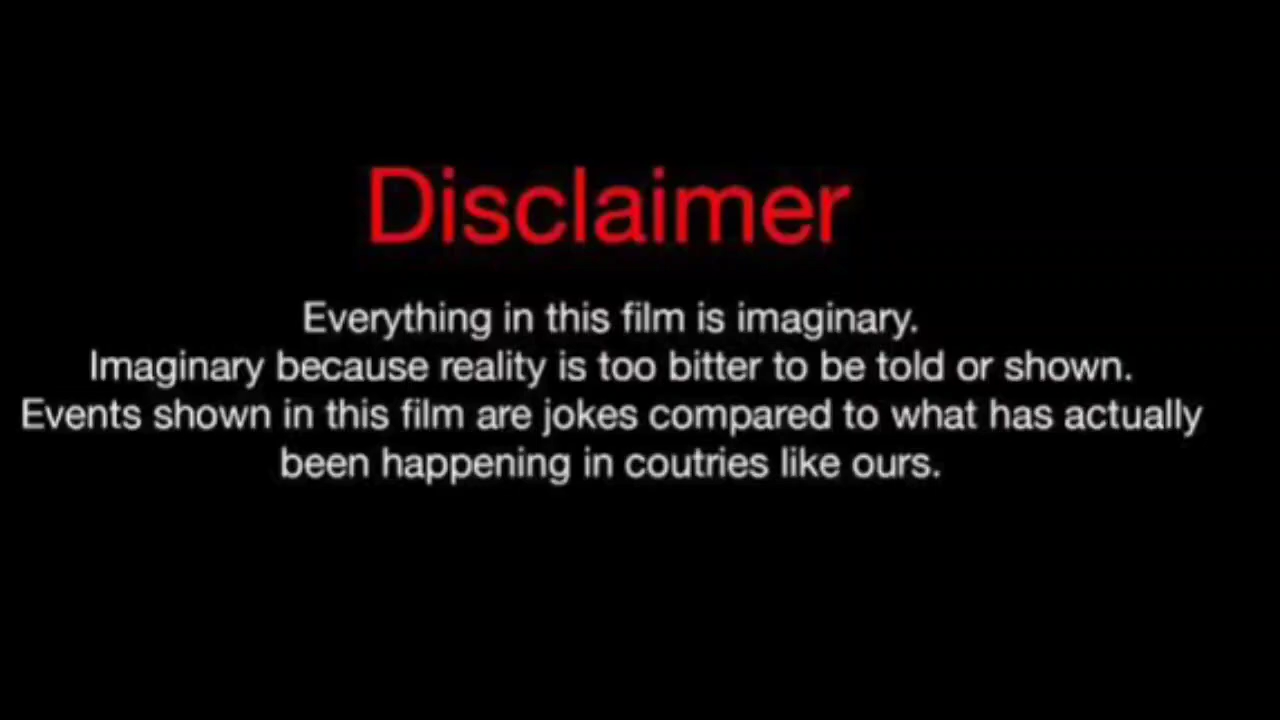 Disclaimer
Everything in this film is imaginary.
Imaginary because reality is too bitter to be told or shown.
Events shown in this film are jokes compared to what has actually
been happening in coutries like ours.